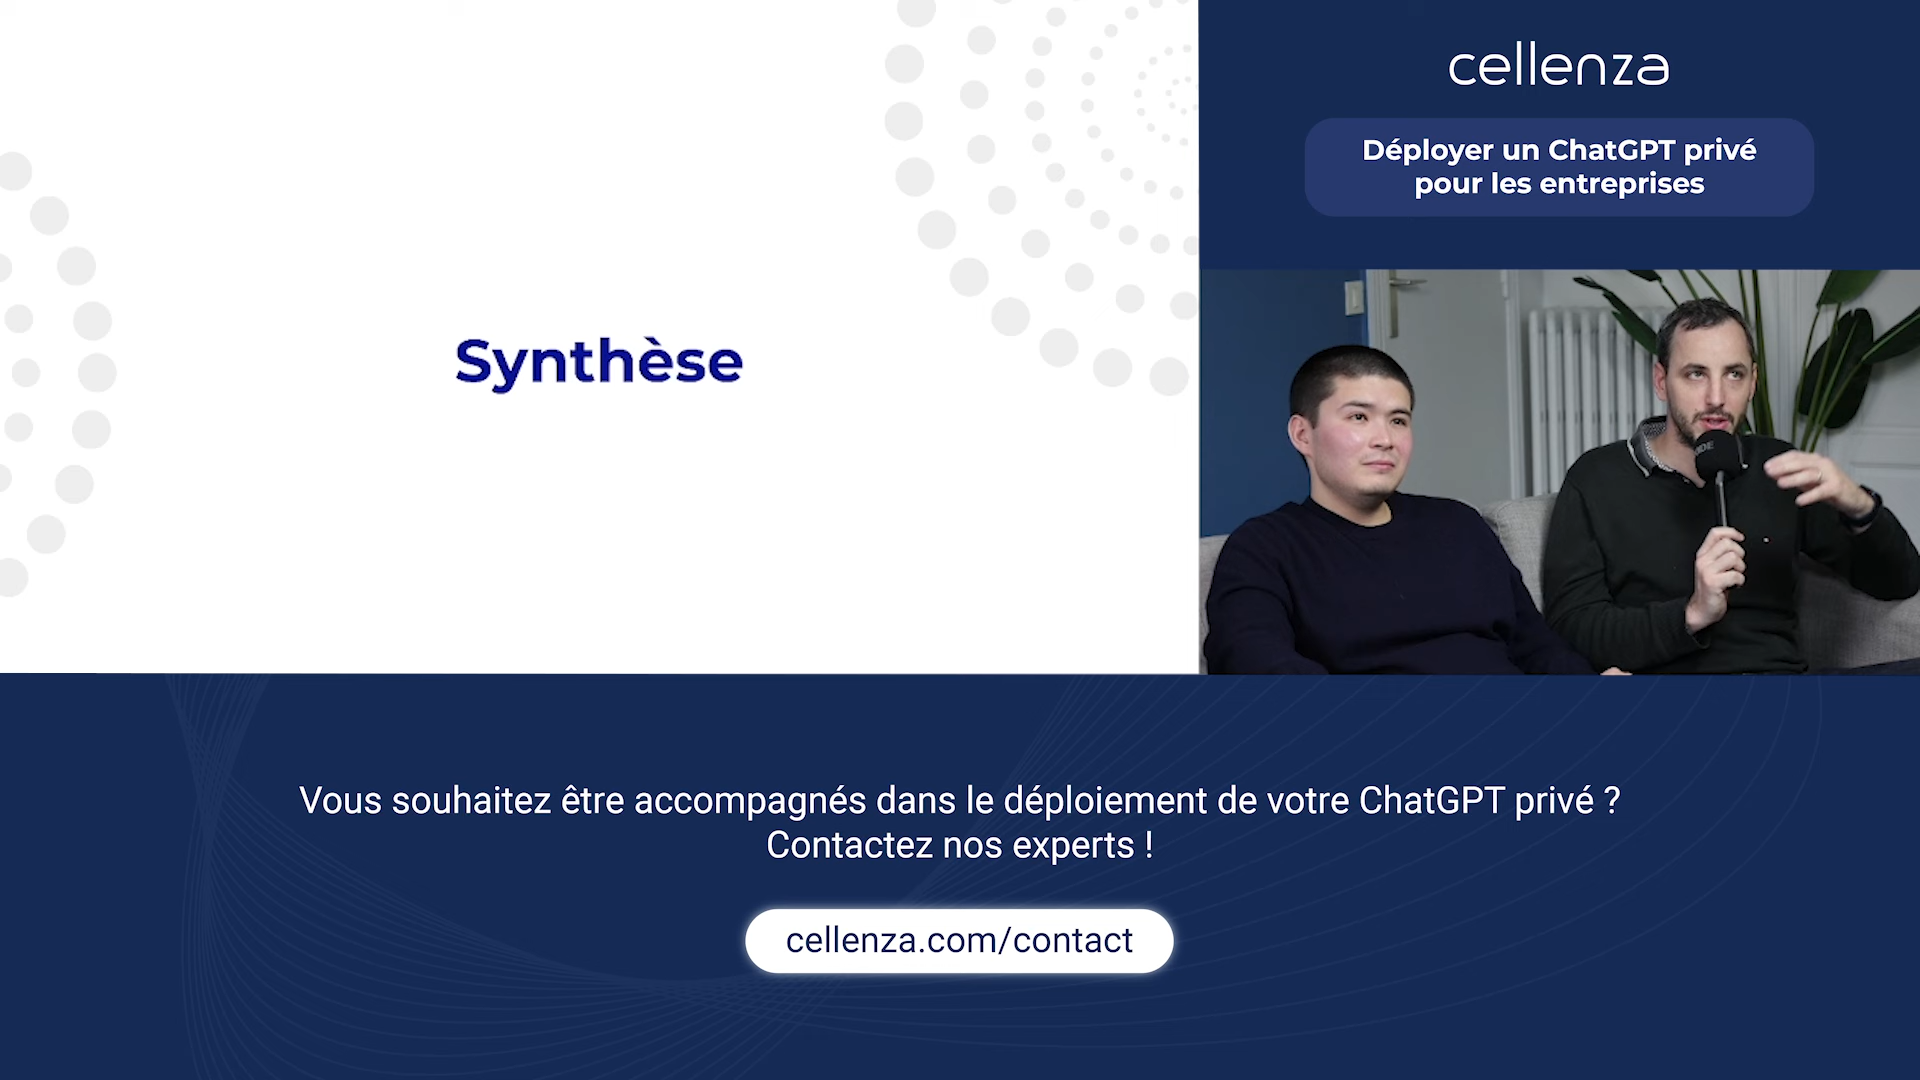 Synthèse
cellenza
Déployer un ChatGPT privé
pour les entreprises
Vous souhaitez être accompagnés dans le déploiement de votre ChatGPT privé ?
Contactez nos experts !
cellenza.com/contact